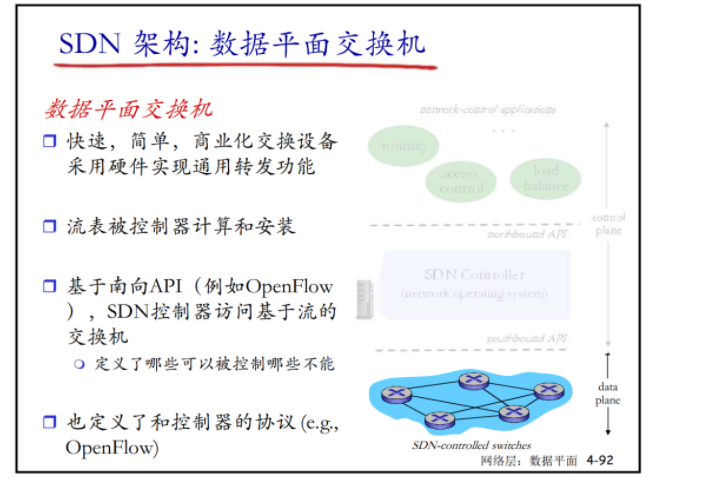 SDN 架构: 数据平面交换机
数据平面交换机
❒ 快速，简单，商业化交换设备
采用硬件实现通用转发功能
❒ 流表被控制器计算和安装
❒ 基于南向API（例如OpenFlow
），SDN控制器访问基于流的
交换机
○ 定义了哪些可以被控制哪些不能
❒ 也定义了和控制器的协议 (e.g.,
OpenFlow)
network-control applications
...
routing
access
control
load
balance
control
plane
northbound API
SDN Controller
(network operating system)
southbound API
data
plane
SDN-controlled switches
网络层：数据平面 4-92